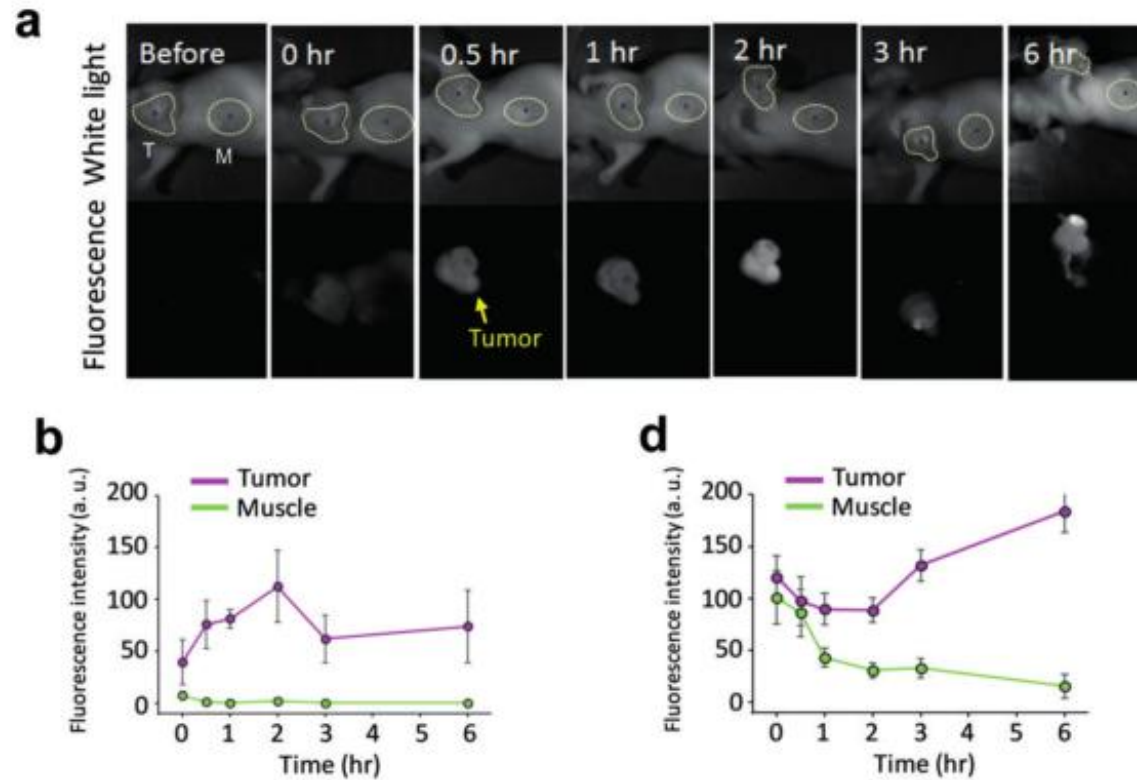 a
White light
Fluorescence
Before
0 hr
0.5 hr
1 hr
2 hr
3 hr
6 hr
T
M
Tumor
b
Tumor
Muscle
Fluorescence intensity (a. u.)
200
150
100
50
0
0 1 2 3 4 5 6
Time (hr)
d
Tumor
Muscle
Fluorescence intensity (a. u.)
200
150
100
50
0
0 1 2 3 4 5 6
Time (hr)